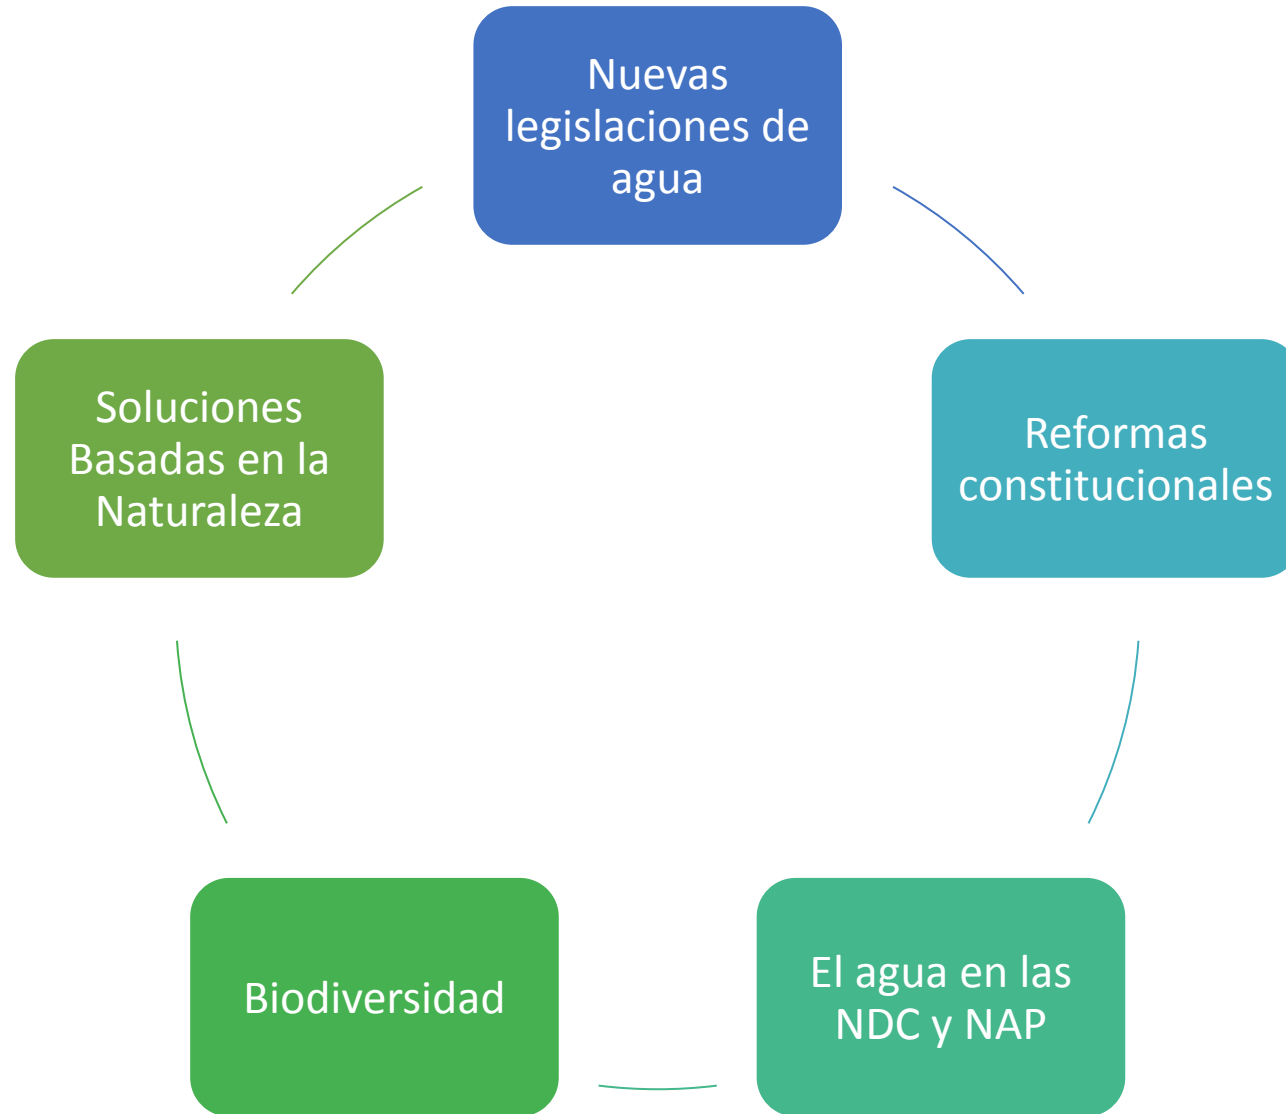 Nuevas
legislaciones de
agua
Reformas
constitucionales
El agua en las
NDC y NAP
Biodiversidad
Soluciones
Basadas en la
Naturaleza